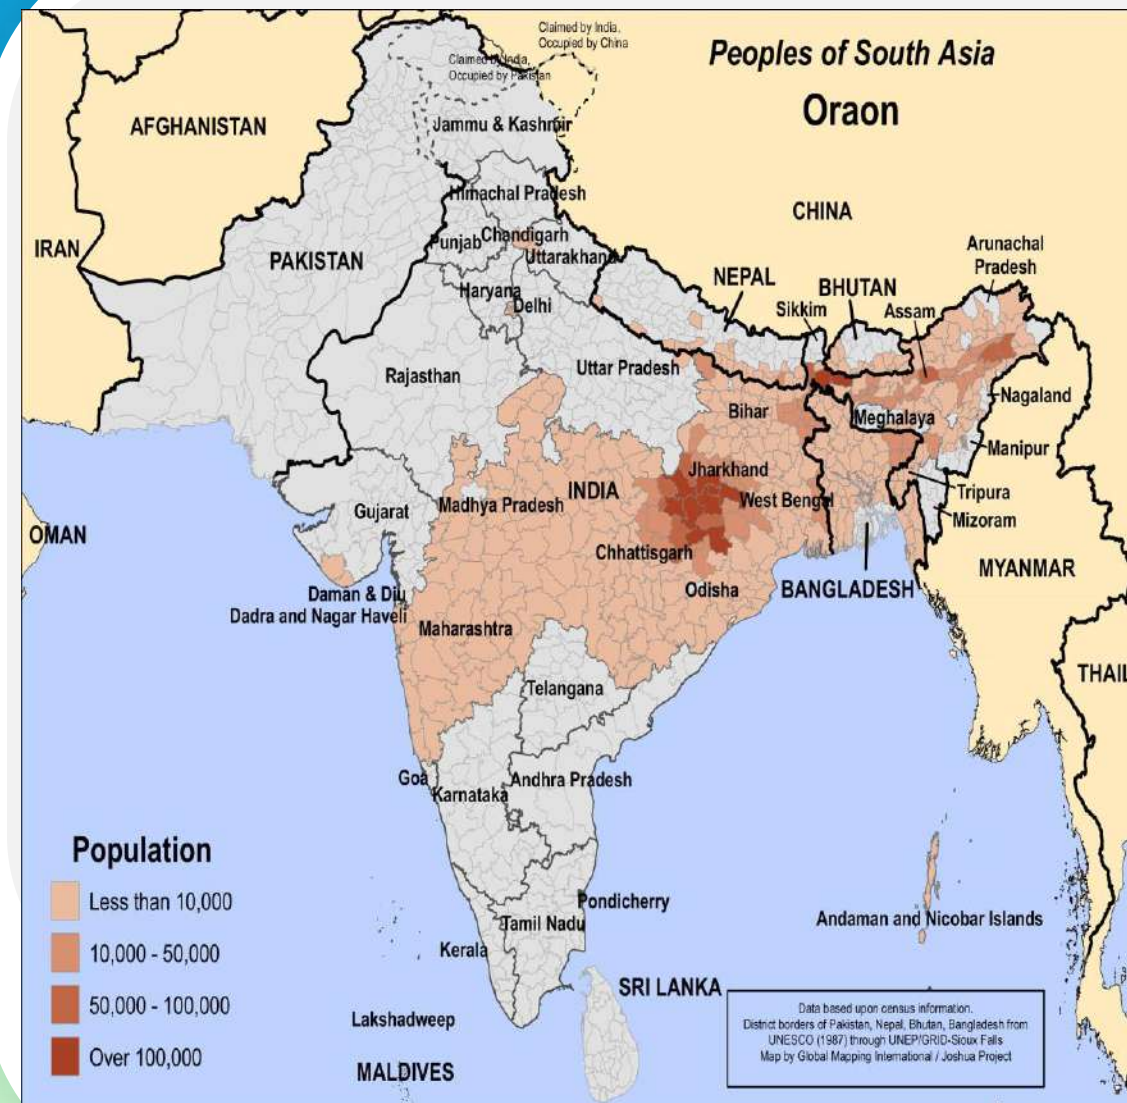 Peoples of South Asia
Oraon
Claimed by India,
Occupied by China
Claimed by India,
Occupied by Pakistan
AFGHANISTAN
Jammu & Kashmir
Himachal Pradesh
CHINA
IRAN
PAKISTAN
Punjab
Chandigarh
Uttarakhand
Arunachal
Pradesh
NEPAL
BHUTAN
Haryana
Delhi
Sikkim
Assam
Rajasthan
Uttar Pradesh
Bihar
Meghalaya
Nagaland
Manipur
Jharkhand
INDIA
Madhya Pradesh
West Bengal
Tripura
Mizoram
OMAN
Gujarat
Chhattisgarh
MYANMAR
Odisha
BANGLADESH
Daman & Diu
Dadra and Nagar Haveli
Maharashtra
THAIL
Telangana
Goa
Karnataka
Andhra Pradesh
Population
Less than 10,000
10,000 - 50,000
50,000 - 100,000
Over 100,000
Pondicherry
Tamil Nadu
Kerala
Andaman and Nicobar Islands
SRI LANKA
Lakshadweep
MALDIVES
Data based upon census information.
District borders of Pakistan, Nepal, Bhutan, Bangladesh from
UNESCO (1987) through UNEP/GRID-Sioux Falls
Map by Global Mapping International / Joshua Project